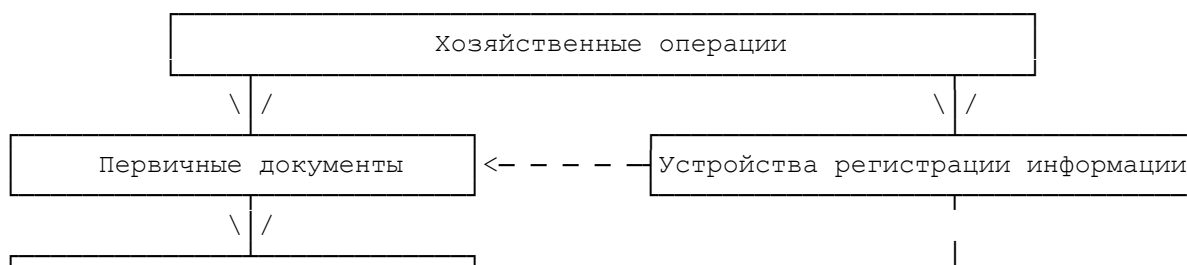 Хозяйственные операции
Первичные документы
Устройства регистрации информации